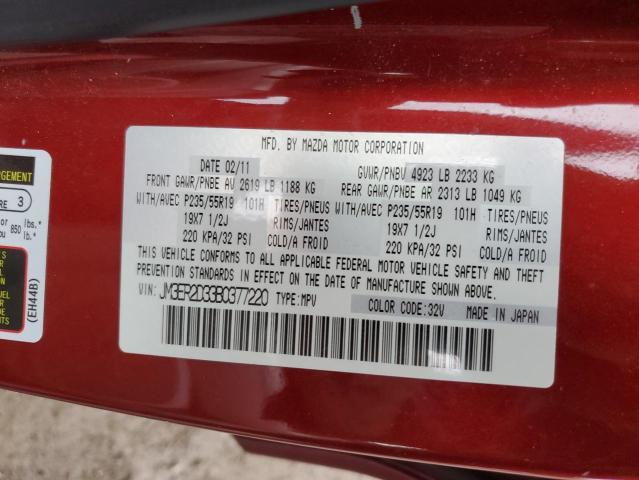 MFD. BY MAZDA MOTOR CORPORATION
DATE 02/11 GVWR/PNBV 4923 LB 2233 KG
FRONT GAWR/PNBE AV 2619 LB 1188 KG REAR GAWR/PNBE AR 2313 LB 1049 KG
WITH/AVEC P235/55R19 101H TIRES/PNEUS WITH/AVEC P235/55R19 101H TIRES/PNEUS
19X7 1/2J RIMS/JANTES 19X7 1/2J RIMS/JANTES
220 KPA/32 PSI COLD/A FROID 220 KPA/32 PSI COLD/A FROID
THIS VEHICLE CONFORMS TO ALL APPLICABLE FEDERAL MOTOR VEHICLE SAFETY AND THEFT
PREVENTION STANDARDS IN EFFECT ON THE DATE OF MANUFACTURE SHOWN ABOVE.
VIN: JM3ER2D33B0377220 TYPE:MPV COLOR CODE:32V MADE IN JAPAN
3
lbs.*
850
lb.*
(EH44B)